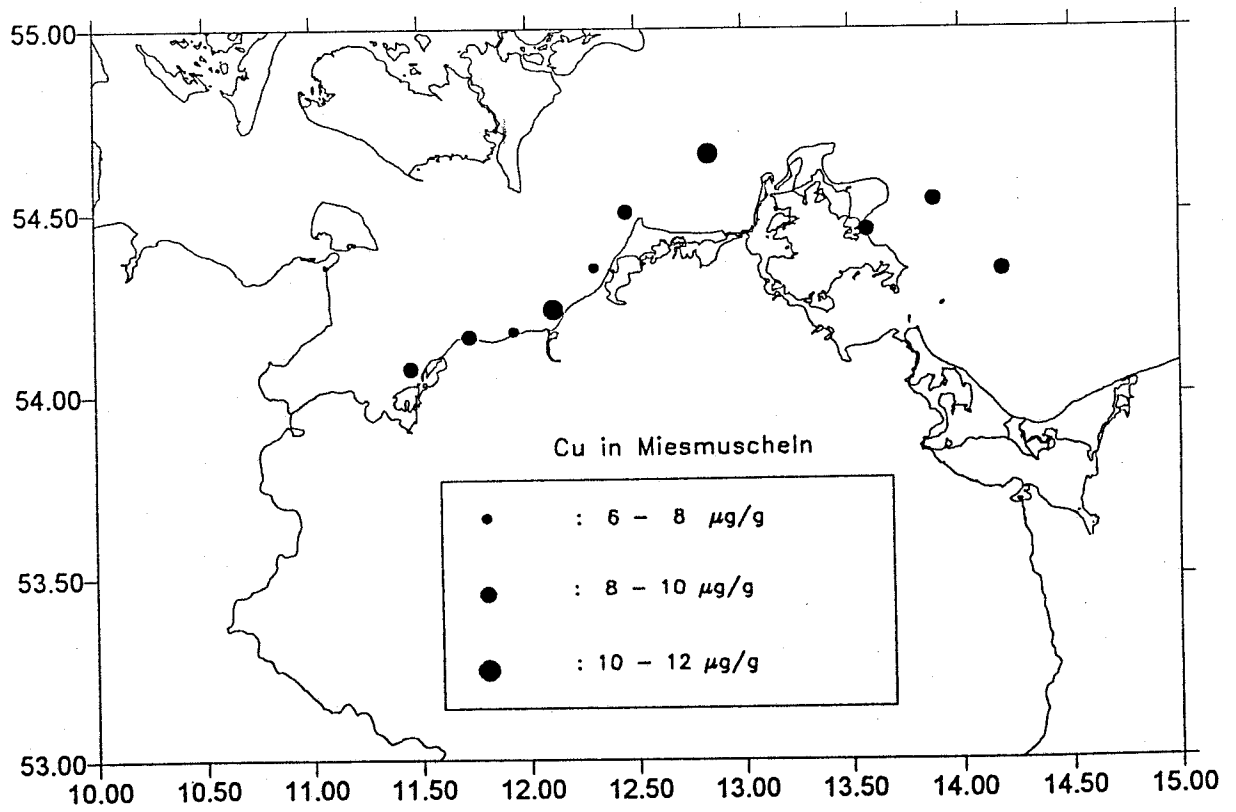 55.00
54.50
54.00
53.50
53.00
Cu in Miesmuscheln
: 6 – 8 µg/g
: 8 – 10 µg/g
: 10 – 12 µg/g
10.00 10.50 11.00 11.50 12.00 12.50 13.00 13.50 14.00 14.50 15.00